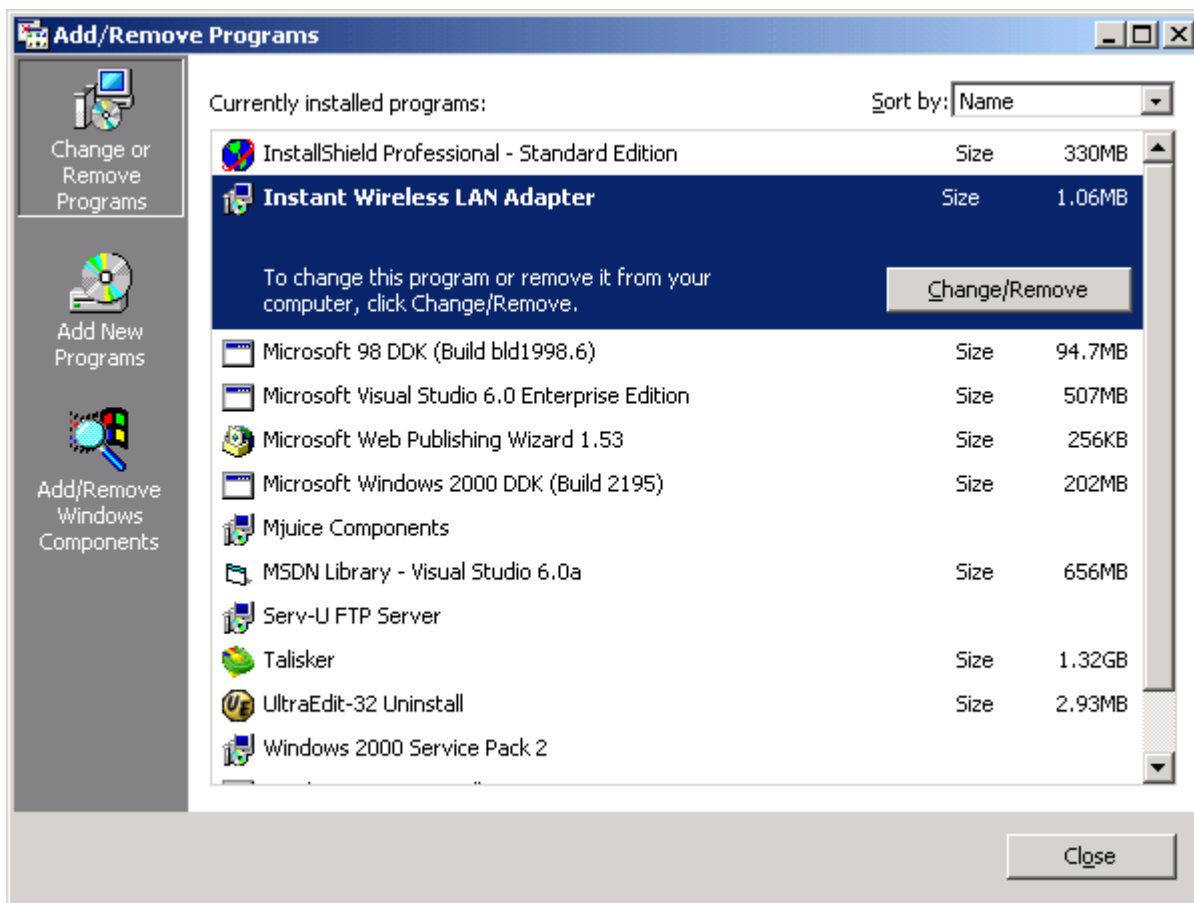 Add/Remove Programs
Change or
Remove
Programs
Add New
Programs
Add/Remove
Windows
Components
Currently installed programs:
Sort by: Name
InstallShield Professional - Standard Edition Size 330MB
Instant Wireless LAN Adapter Size 1.06MB
To change this program or remove it from your
computer, click Change/Remove.
Change/Remove
Microsoft 98 DDK (Build bld1998.6) Size 94.7MB
Microsoft Visual Studio 6.0 Enterprise Edition Size 507MB
Microsoft Web Publishing Wizard 1.53 Size 256KB
Microsoft Windows 2000 DDK (Build 2195) Size 202MB
Mjuice Components
MSDN Library - Visual Studio 6.0a Size 656MB
Serv-U FTP Server
Talisker Size 1.32GB
UltraEdit-32 Uninstall Size 2.93MB
Windows 2000 Service Pack 2
Close